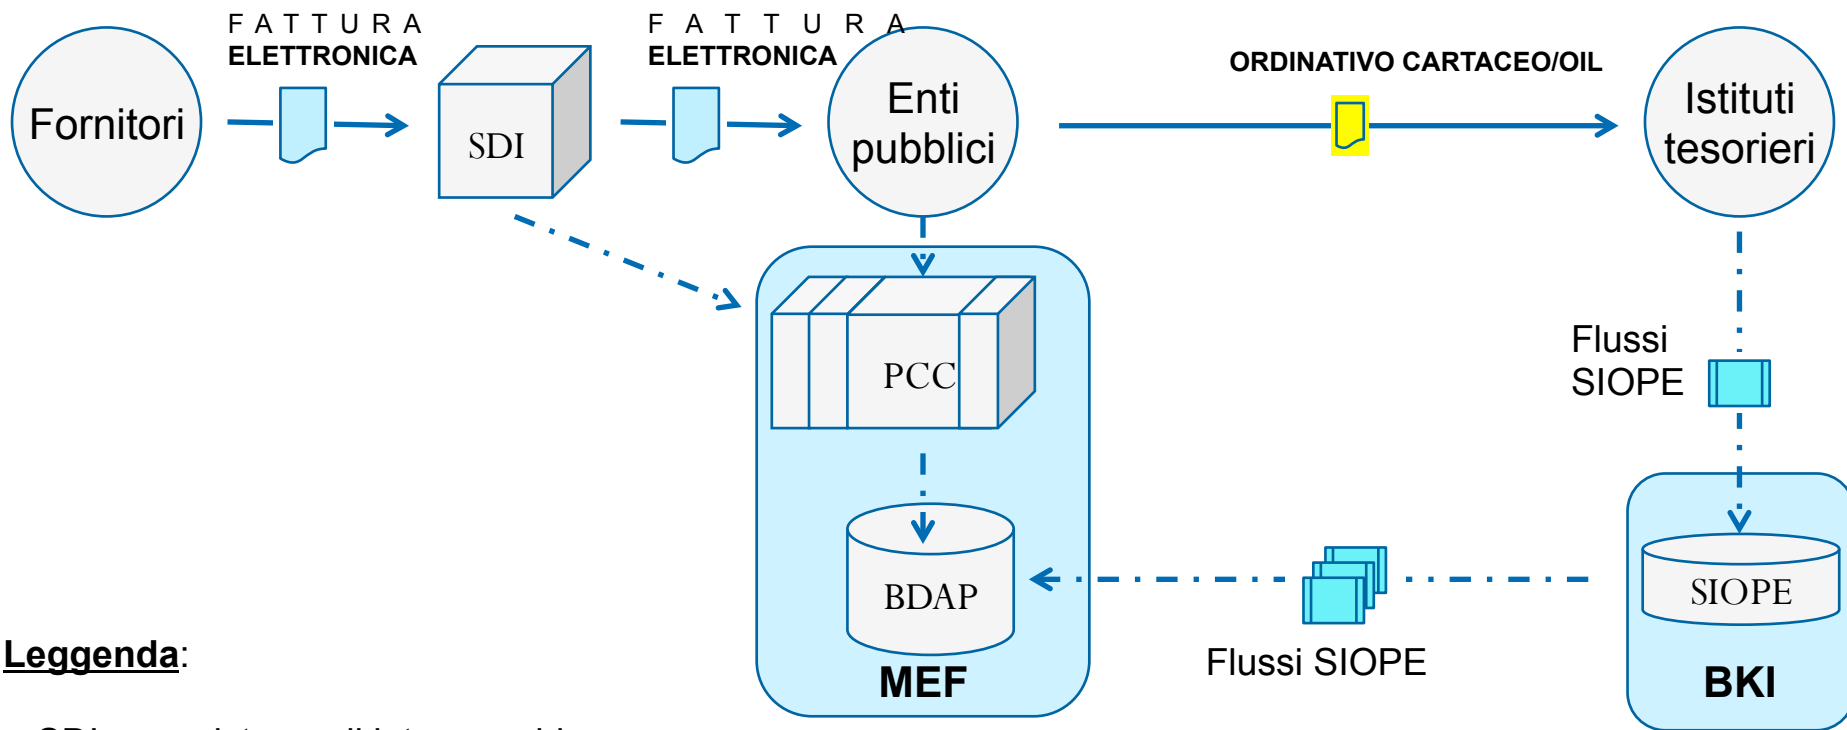 FATTURA
ELETTRONICA
FATTURA
ELETTRONICA
ORDINATIVO CARTACEO/OIL
Fornitori
SDI
Enti
pubblici
Istituti
tesorieri
PCC
Flussi
SIOPE
BDAP
SIOPE
Flussi SIOPE
MEF
BKI
Leggenda: